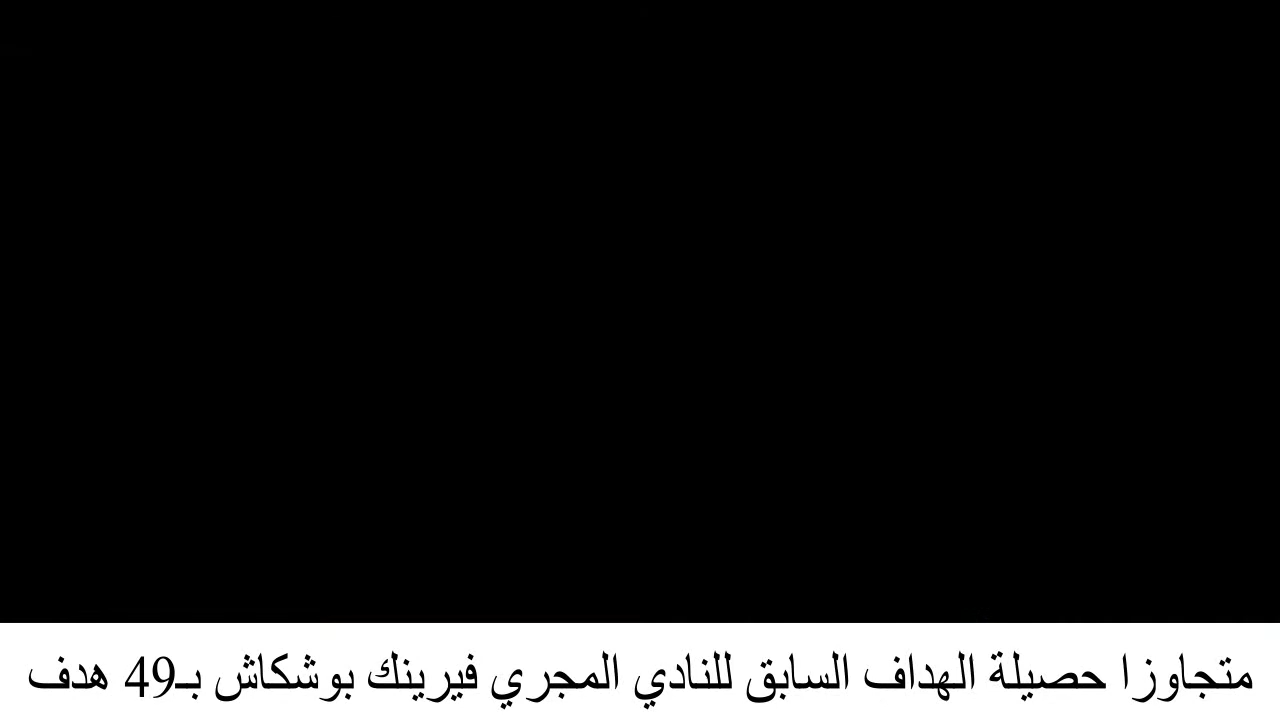 متجاوزا حصيلة الهداف السابق للنادي المجري فيرينك بوشكاش بـ49 هدف